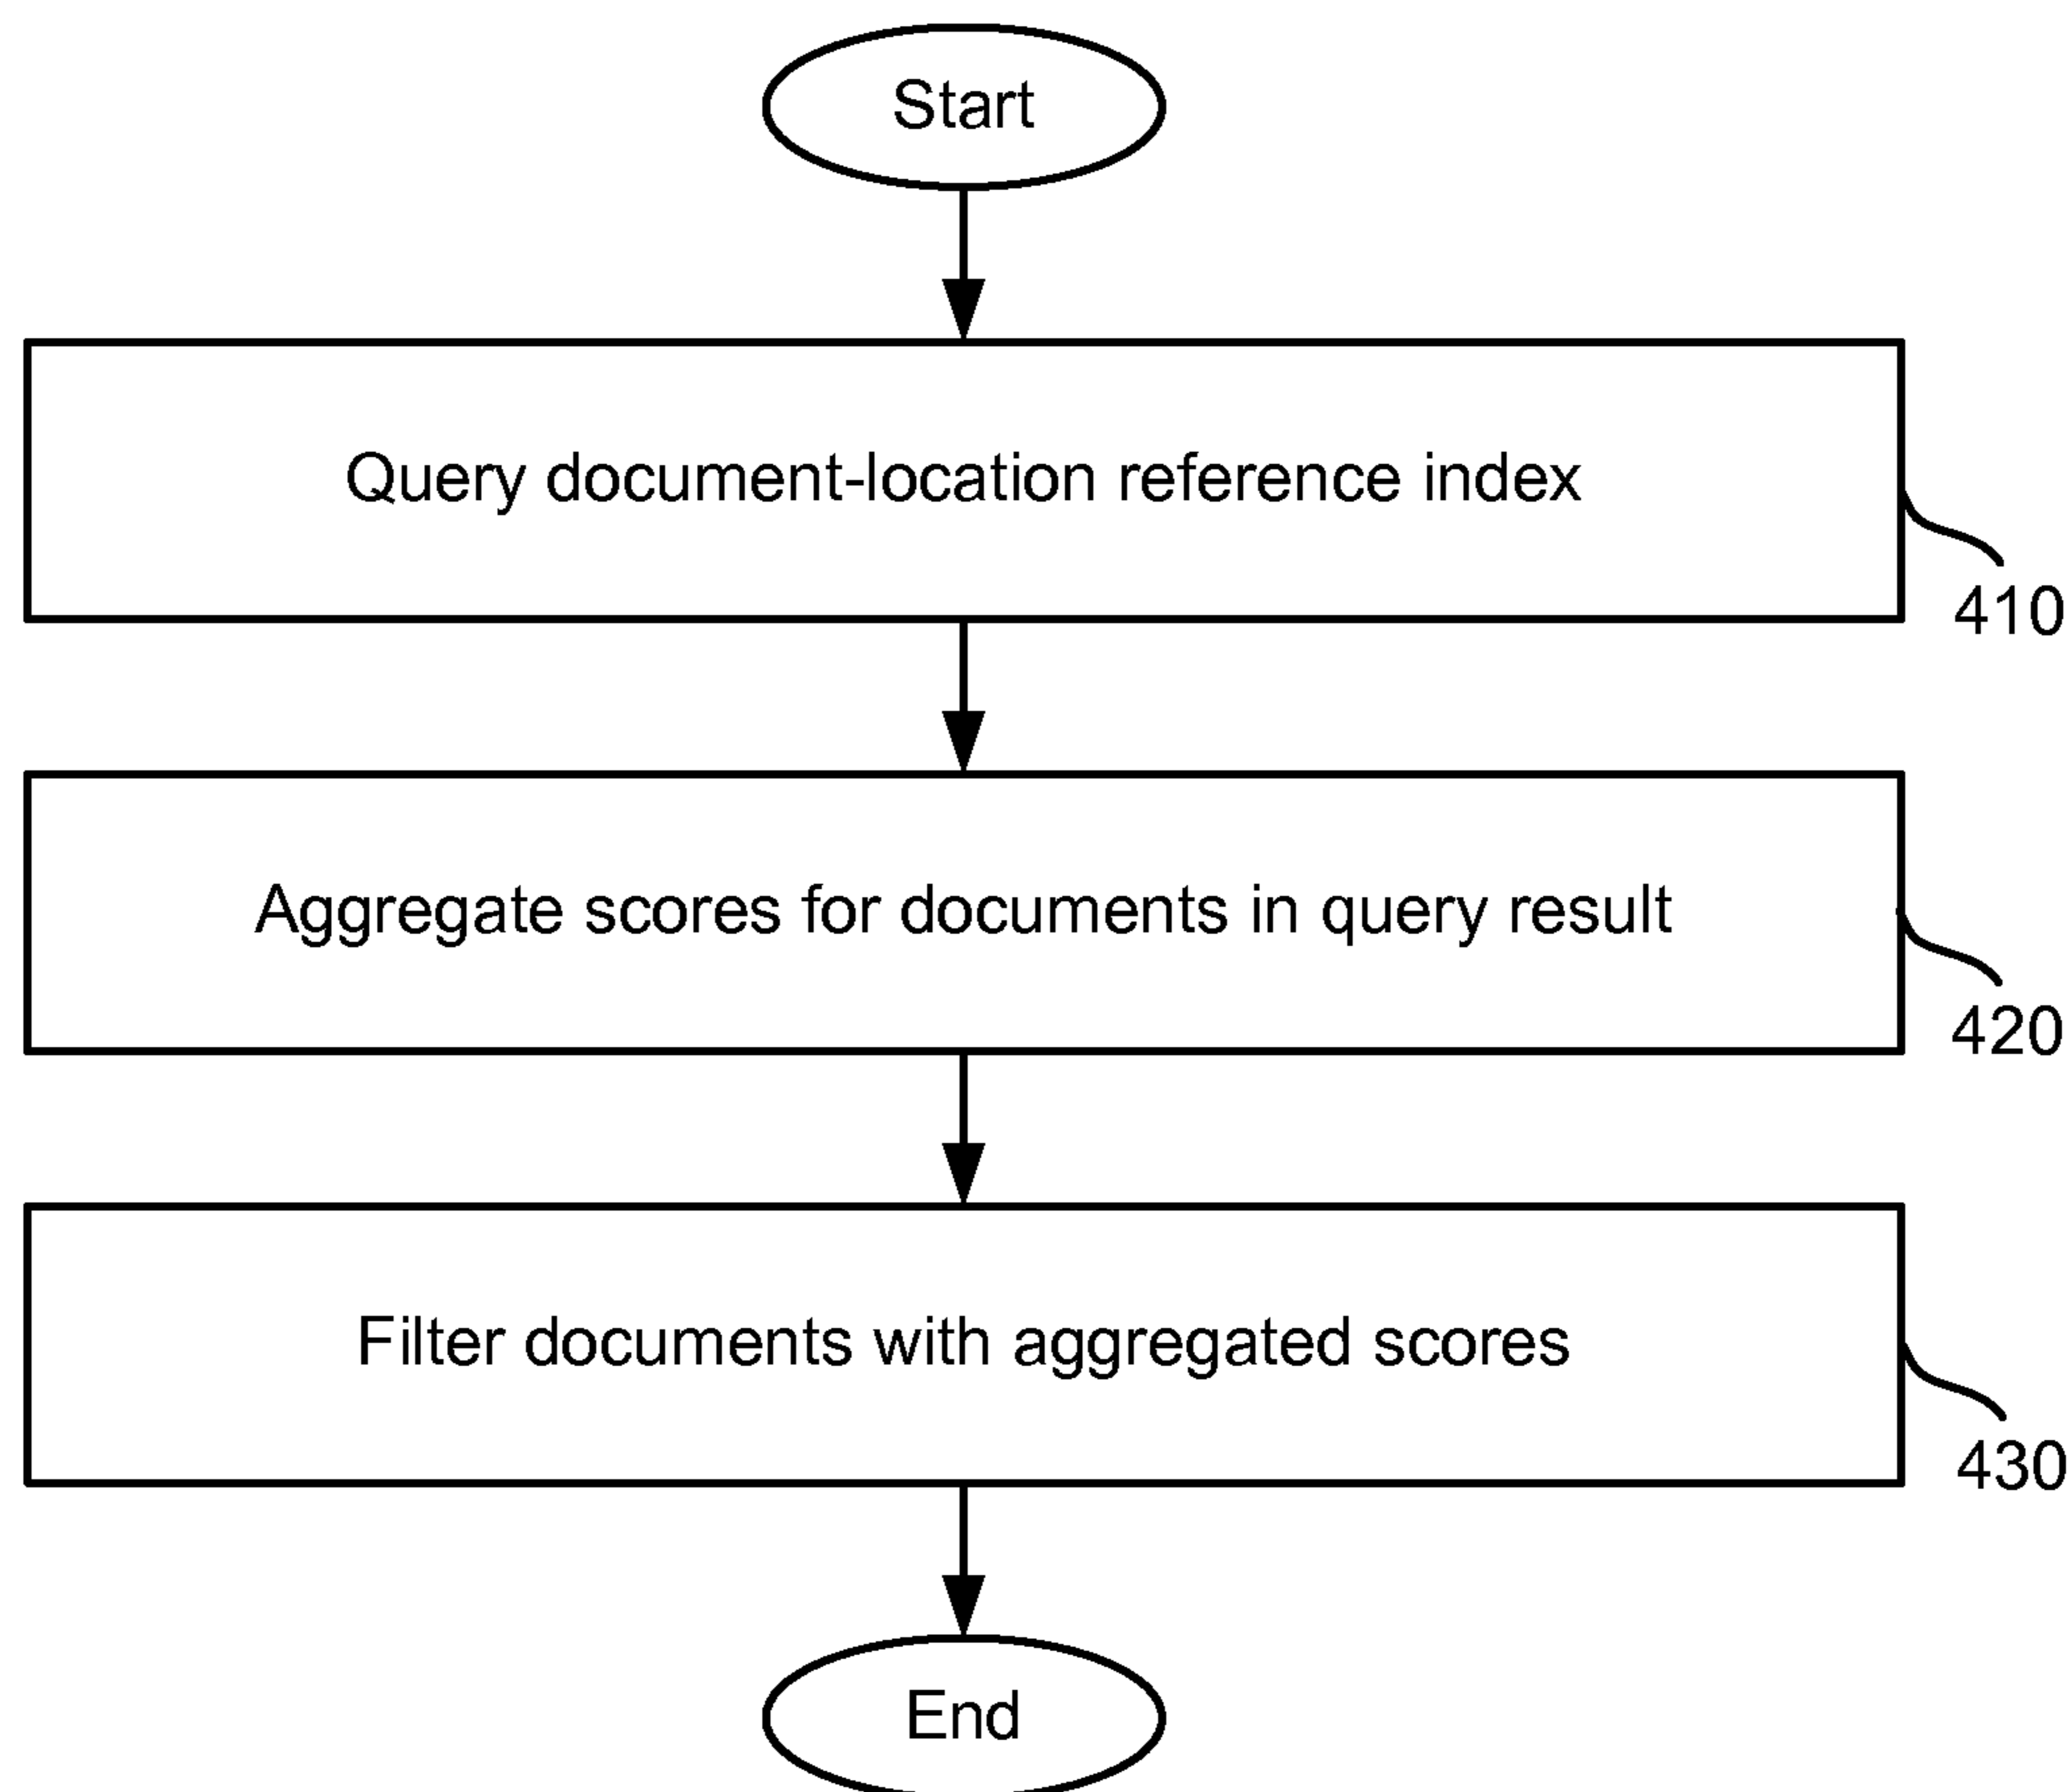 Start
Query document-location reference index
410
Aggregate scores for documents in query result
420
Filter documents with aggregated scores
430
End